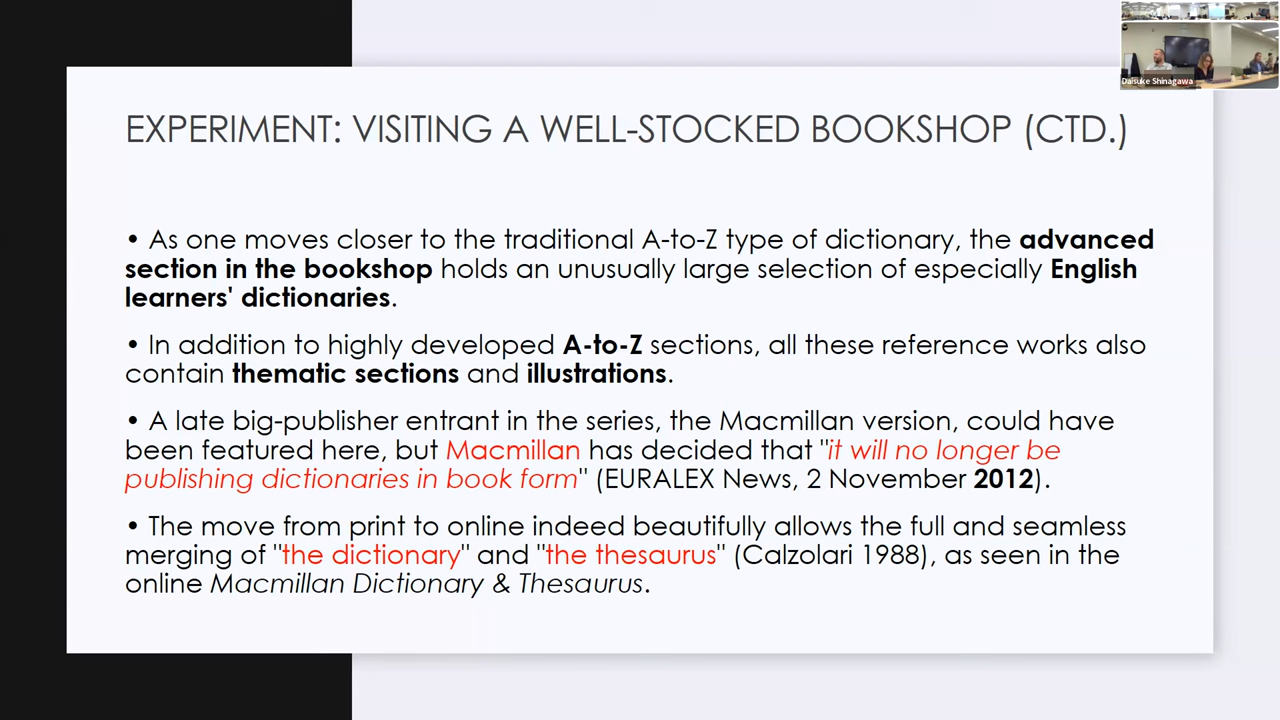 EXPERIMENT: VISITING A WELL-STOCKED BOOKSHOP (CTD.)
• As one moves closer to the traditional A-to-Z type of dictionary, the advanced
section in the bookshop holds an unusually large selection of especially English
learners' dictionaries.
• In addition to highly developed A-to-Z sections, all these reference works also
contain thematic sections and illustrations.
• A late big-publisher entrant in the series, the Macmillan version, could have
been featured here, but Macmillan has decided that "it will no longer be
publishing dictionaries in book form" (EURALEX News, 2 November 2012).
• The move from print to online indeed beautifully allows the full and seamless
merging of "the dictionary" and "the thesaurus" (Calzolari 1988), as seen in the
online Macmillan Dictionary & Thesaurus.
Daisuke Shinagawa